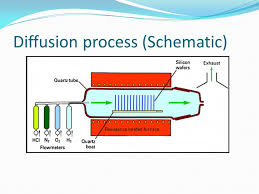 Diffusion process (Schematic)
Silicon
wafers
Exhaust
Quartz tube
Resistance heated furnace
HCl N₂ O₂ H₂
Flowmeters
Quartz
boat